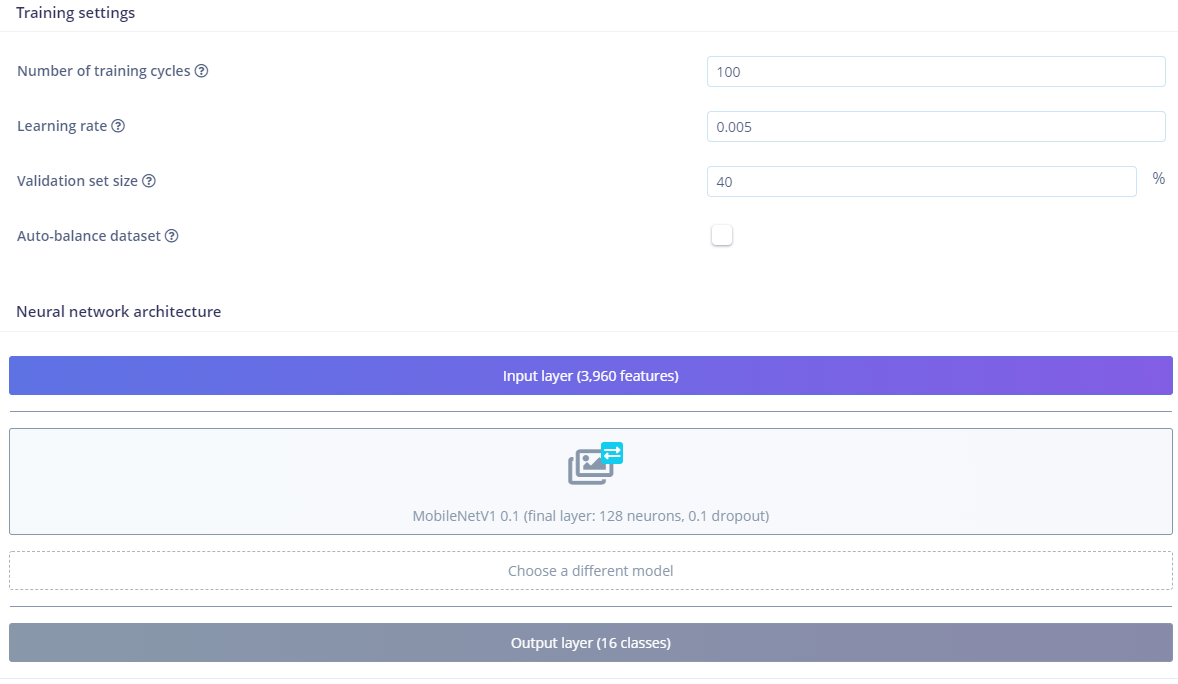 Training settings
Number of training cycles
100
Learning rate
0.005
Validation set size
40
%
Auto-balance dataset
Neural network architecture
Input layer (3,960 features)
MobileNetV1 0.1 (final layer: 128 neurons, 0.1 dropout)
Choose a different model
Output layer (16 classes)